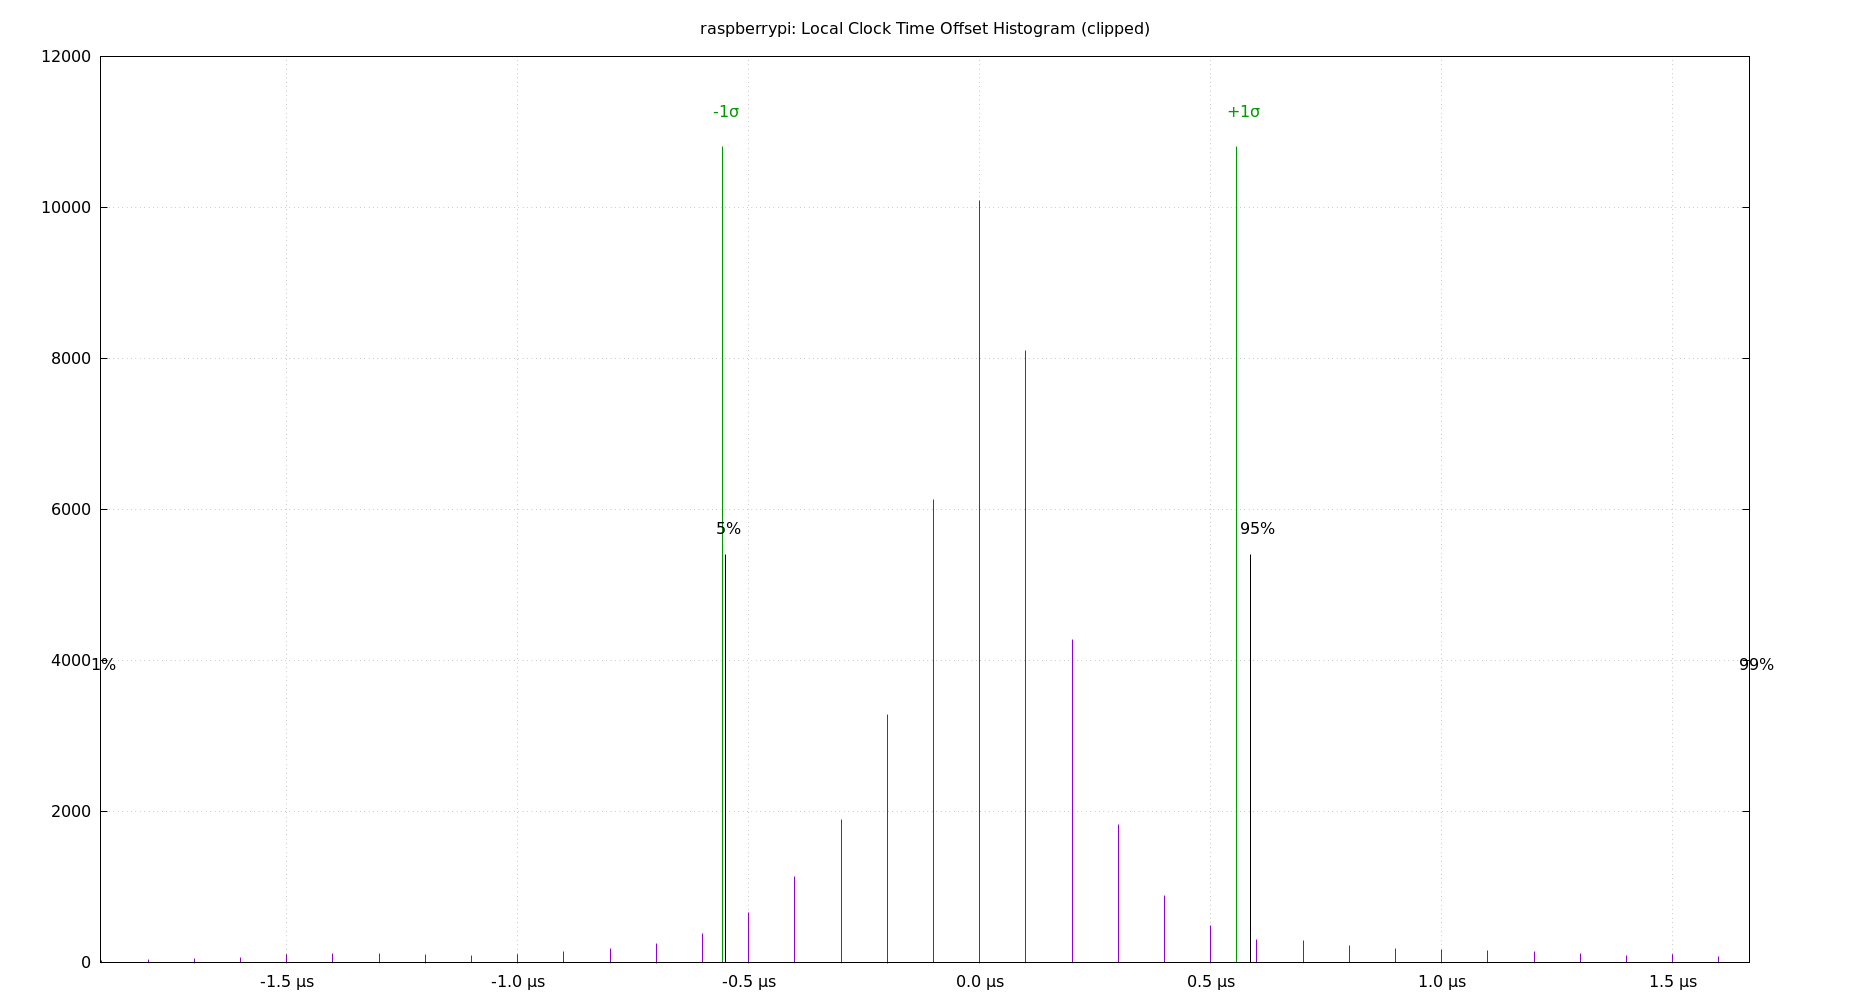 raspberrypi: Local Clock Time Offset Histogram (clipped)
12000
-1σ
+1σ
10000
8000
6000
5%
95%
4000
1%
99%
2000
0
-1.5 µs
-1.0 µs
-0.5 µs
0.0 µs
0.5 µs
1.0 µs
1.5 µs